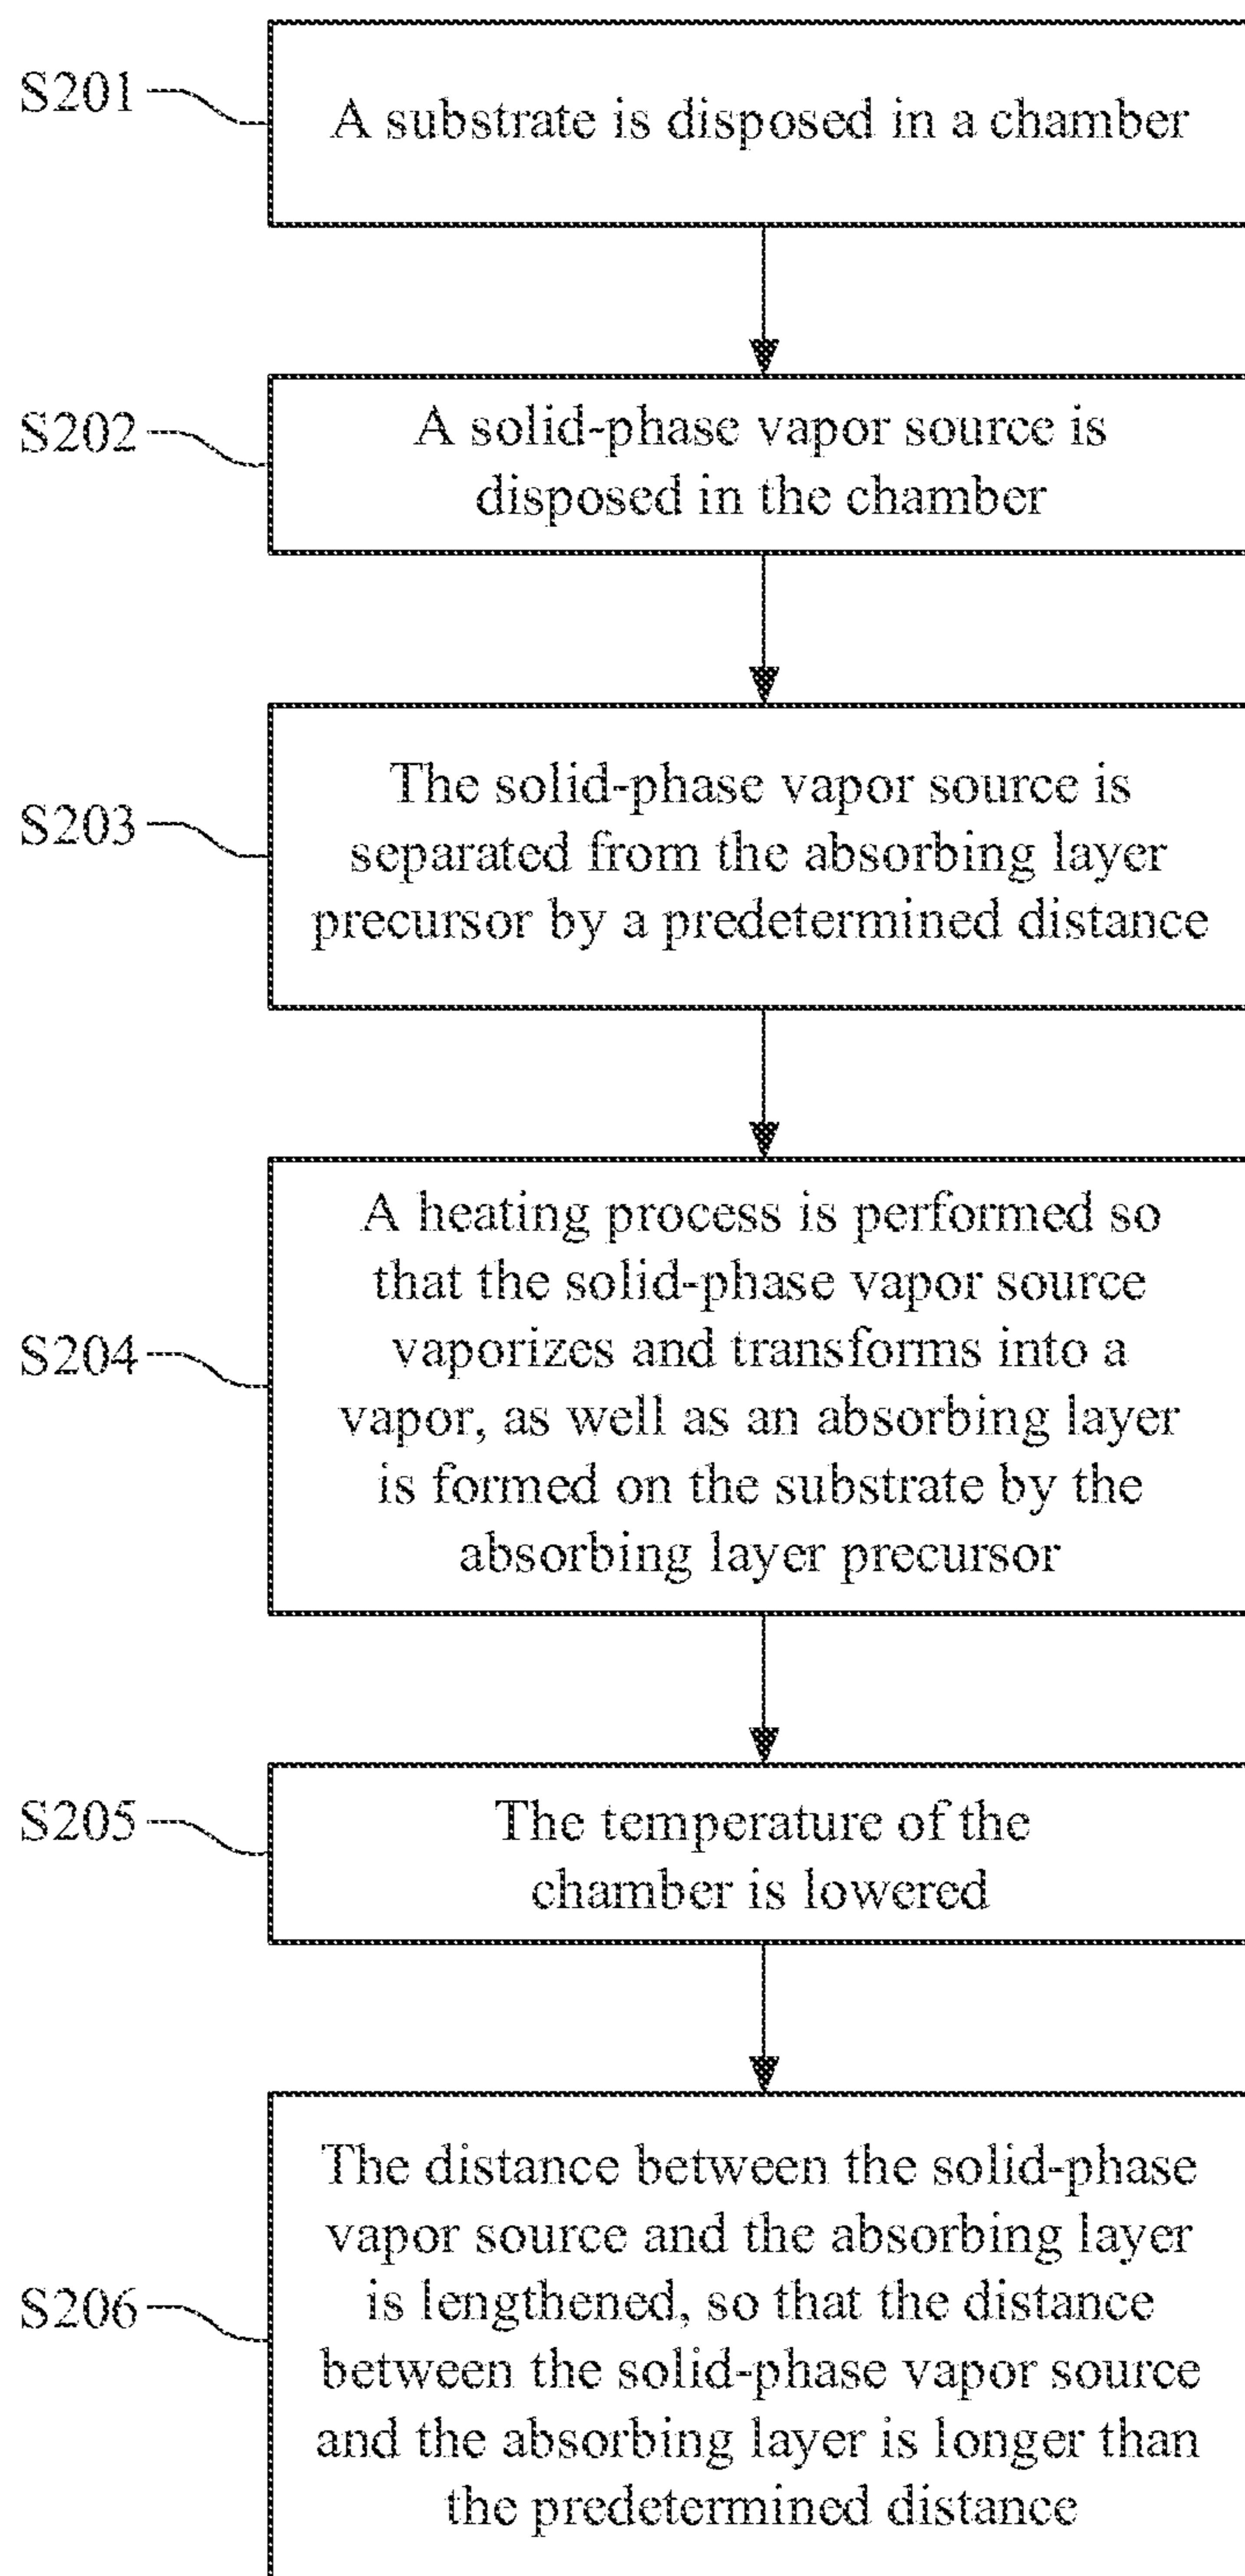 S201
A substrate is disposed in a chamber
S202
A solid-phase vapor source is
disposed in the chamber
S203
The solid-phase vapor source is
separated from the absorbing layer
precursor by a predetermined distance
S204
A heating process is performed so
that the solid-phase vapor source
vaporizes and transforms into a
vapor, as well as an absorbing layer
is formed on the substrate by the
absorbing layer precursor
S205
The temperature of the
chamber is lowered
S206
The distance between the solid-phase
vapor source and the absorbing layer
is lengthened, so that the distance
between the solid-phase vapor source
and the absorbing layer is longer than
the predetermined distance